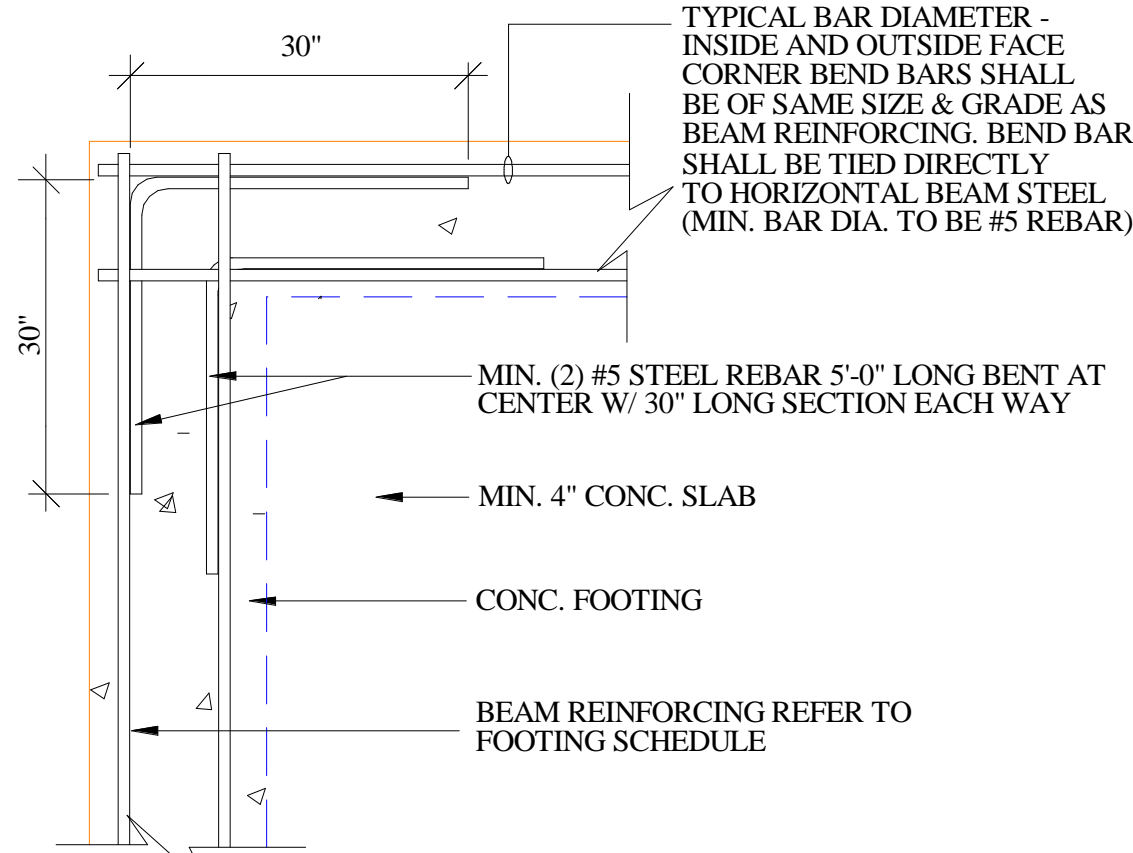 30"
TYPICAL BAR DIAMETER -
INSIDE AND OUTSIDE FACE
CORNER BEND BARS SHALL
BE OF SAME SIZE & GRADE AS
BEAM REINFORCING. BEND BAR
SHALL BE TIED DIRECTLY
TO HORIZONTAL BEAM STEEL
(MIN. BAR DIA. TO BE #5 REBAR)
30"
MIN. (2) #5 STEEL REBAR 5'-0" LONG BENT AT
CENTER W/ 30" LONG SECTION EACH WAY
MIN. 4" CONC. SLAB
CONC. FOOTING
BEAM REINFORCING REFER TO
FOOTING SCHEDULE